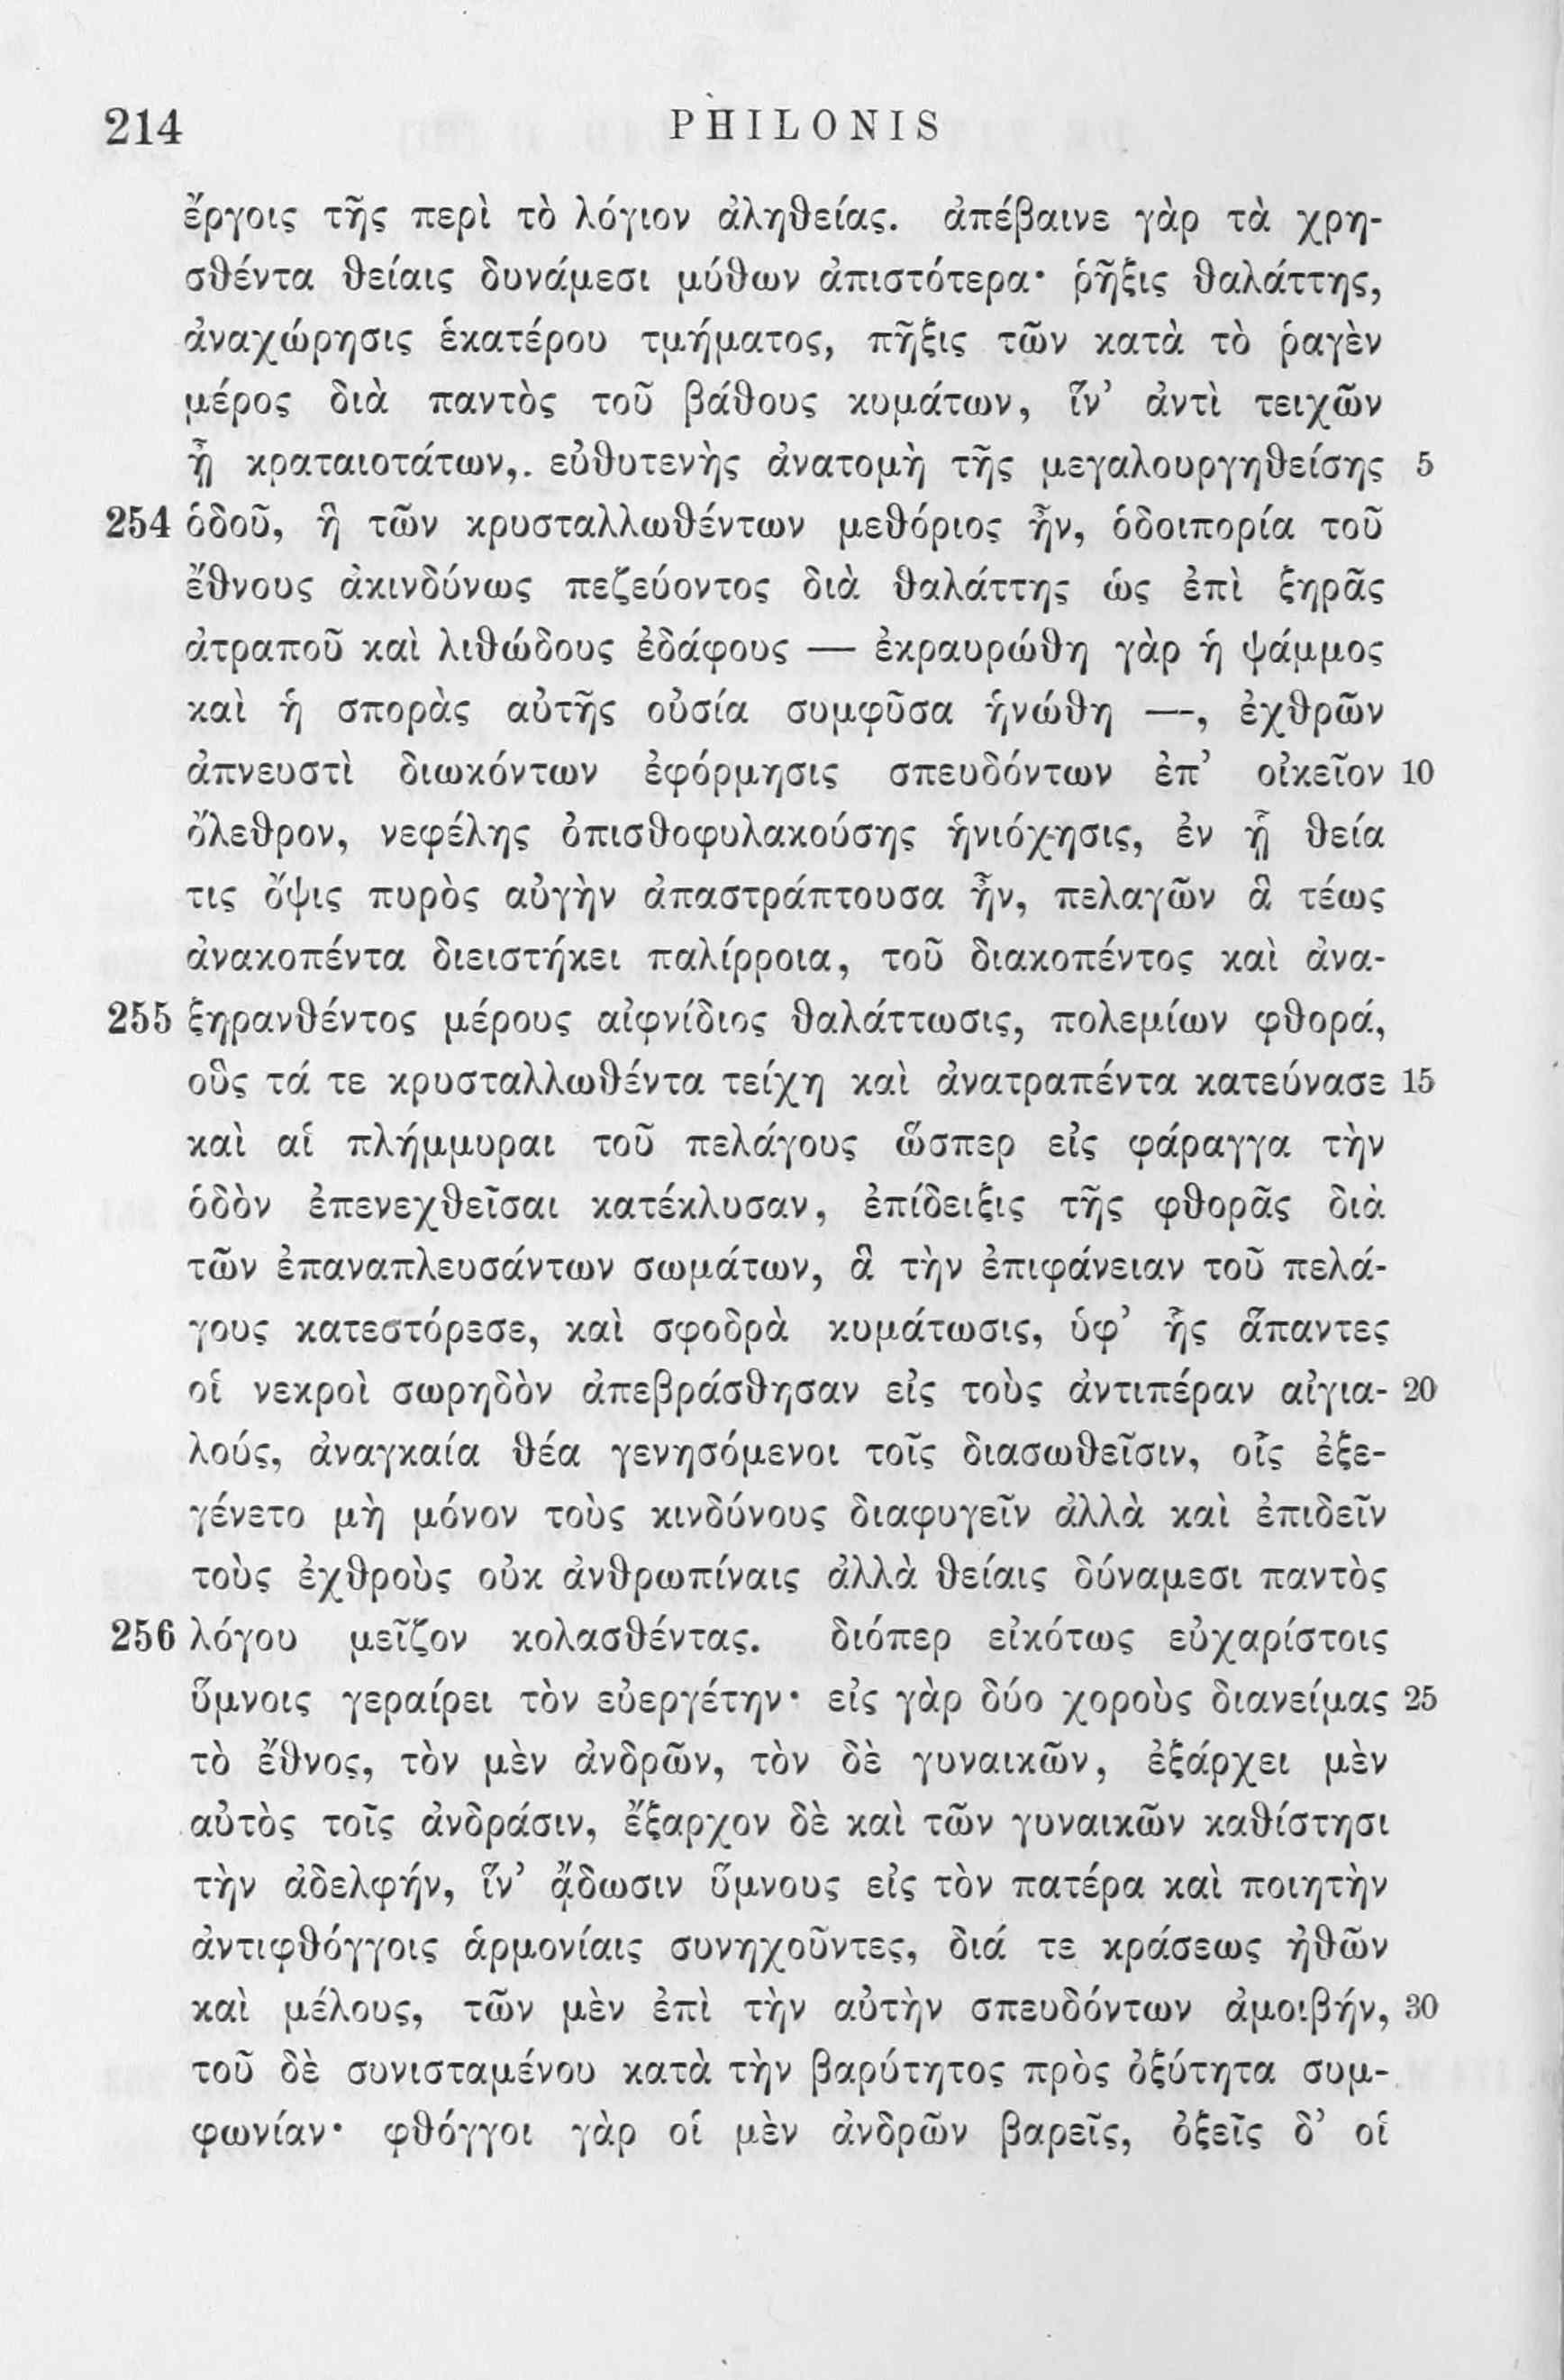 214 PHILONIS
ἔργοις τῆς περὶ τὸ λόγιον ἀληθείας. ἀπέβαινε γὰρ τὰ χρη-
σθέντα θείαις δυνάμεσι μύθων ἀπιστότερα· ῥῆξις θαλάττης,
ἀναχώρησις ἑκατέρου τμήματος, πῆξις τῶν κατὰ τὸ ῥαγὲν
μέρος διὰ παντὸς τοῦ βάθους κυμάτων, ἵν’ ἀντὶ τειχῶν
ᾖ κραταιοτάτων,. εὐθυτενὴς ἀνατομὴ τῆς μεγαλουργηθείσης 5
254 ὁδοῦ, ἣ τῶν κρυσταλλωθέντων μεθόριος ἦν, ὁδοιπορία τοῦ
ἔθνους ἀκινδύνως πεζεύοντος διὰ θαλάττης ὡς ἐπὶ ξηρᾶς
ἀτραποῦ καὶ λιθώδους ἐδάφους — ἐκραυρώθη γὰρ ἡ ψάμμος
καὶ ἡ σπορὰς αὐτῆς οὐσία συμφῦσα ἡνώθη —, ἐχθρῶν
ἀπνευστὶ διωκόντων ἐφόρμησις σπευδόντων ἐπ’ οἰκεῖον 10
ὄλεθρον, νεφέλης ὀπισθοφυλακούσης ἡνιόχησις, ἐν ᾗ θεία
τις ὄψις πυρὸς αὐγὴν ἀπαστράπτουσα ἦν, πελαγῶν ἃ τέως
ἀνακοπέντα διειστήκει παλίρροια, τοῦ διακοπέντος καὶ ἀνα-
255 ξηρανθέντος μέρους αἰφνίδιος θαλάττωσις, πολεμίων φθορά,
οὓς τά τε κρυσταλλωθέντα τείχη καὶ ἀνατραπέντα κατεύνασε 15
καὶ αἱ πλήμμυραι τοῦ πελάγους ὥσπερ εἰς φάραγγα τὴν
ὁδὸν ἐπενεχθεῖσαι κατέκλυσαν, ἐπίδειξις τῆς φθορᾶς διὰ
τῶν ἐπαναπλευσάντων σωμάτων, ἃ τὴν ἐπιφάνειαν τοῦ πελά-
γους κατεστόρεσε, καὶ σφοδρὰ κυμάτωσις, ὑφ’ ἧς ἅπαντες
οἱ νεκροὶ σωρηδὸν ἀπεβράσθησαν εἰς τοὺς ἀντιπέραν αἰγια- 20
λούς, ἀναγκαία θέα γενησόμενοι τοῖς διασωθεῖσιν, οἷς ἐξε-
γένετο μὴ μόνον τοὺς κινδύνους διαφυγεῖν ἀλλὰ καὶ ἐπιδεῖν
τοὺς ἐχθροὺς οὐκ ἀνθρωπίναις ἀλλὰ θείαις δύναμεσι παντὸς
256 λόγου μεῖζον κολασθέντας. διόπερ εἰκότως εὐχαρίστοις
ὕμνοις γεραίρει τὸν εὐεργέτην· εἰς γὰρ δύο χοροὺς διανείμας 25
τὸ ἔθνος, τὸν μὲν ἀνδρῶν, τὸν δὲ γυναικῶν, ἐξάρχει μὲν
αὐτὸς τοῖς ἀνδράσιν, ἔξαρχον δὲ καὶ τῶν γυναικῶν καθίστησι
τὴν ἀδελφήν, ἵν’ ᾄδωσιν ὕμνους εἰς τὸν πατέρα καὶ ποιητὴν
ἀντιφθόγγοις ἁρμονίαις συνηχοῦντες, διά τε κράσεως ἠθῶν
καὶ μέλους, τῶν μὲν ἐπὶ τὴν αὐτὴν σπευδόντων ἀμοιβήν, 30
τοῦ δὲ συνισταμένου κατὰ τὴν βαρύτητος πρὸς ὀξύτητα συμ-
φωνίαν· φθόγγοι γὰρ οἱ μὲν ἀνδρῶν βαρεῖς, ὀξεῖς δ’ οἱ